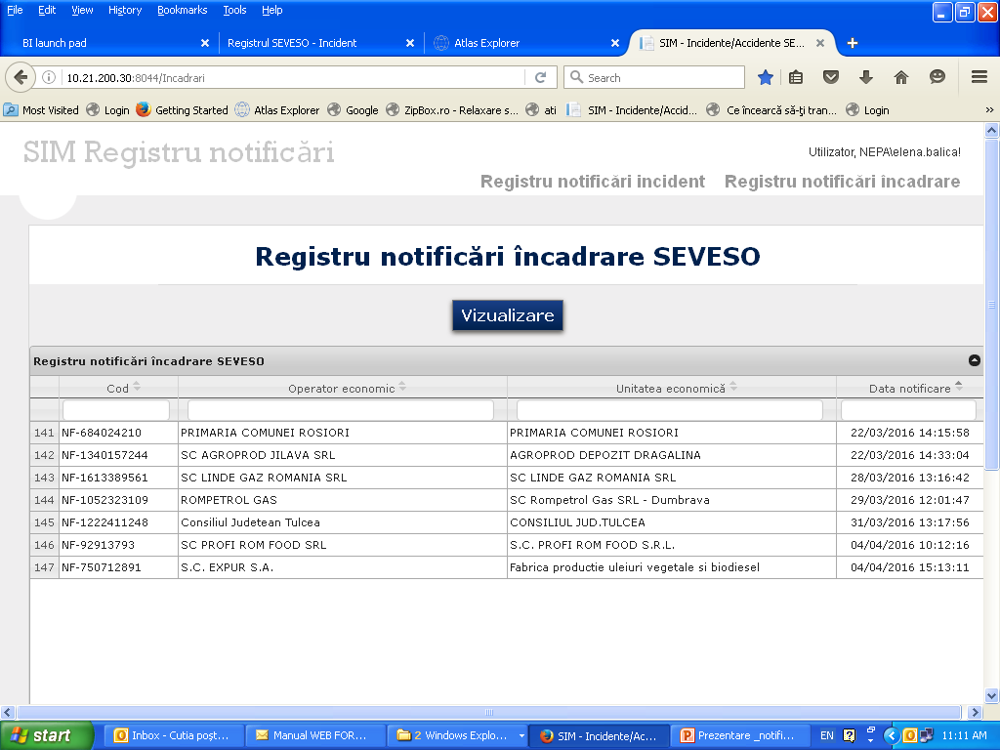 File Edit View History Bookmarks Tools Help
BI launch pad Registrul SEVESO - Incident Atlas Explorer SIM - Incidente/Accidente SE...
10.21.200.30:8044/Incadrari Search
Most Visited Login Getting Started Atlas Explorer Google ZipBox.ro - Relaxare s... ati SIM - Incidente/Accid... Ce încearcă să-ţi tran... Login »
SIM Registru notificări
Utilizator, NEPA\elena.balica!
Registru notificări incident Registru notificări încadrare
Registru notificări încadrare SEVESO
Vizualizare
Registru notificări încadrare SEVESO
Cod Operator economic Unitatea economică Data notificare
141 NF-684024210 PRIMARIA COMUNEI ROSIORI PRIMARIA COMUNEI ROSIORI 22/03/2016 14:15:58
142 NF-1340157244 SC AGROPROD JILAVA SRL AGROPROD DEPOZIT DRAGALINA 22/03/2016 14:33:04
143 NF-1613389561 SC LINDE GAZ ROMANIA SRL SC LINDE GAZ ROMANIA SRL 28/03/2016 13:16:42
144 NF-1052323109 ROMPETROL GAS SC Rompetrol Gas SRL - Dumbrava 29/03/2016 12:01:47
145 NF-1222411248 Consiliul Judetean Tulcea CONSILIUL JUD.TULCEA 31/03/2016 13:17:56
146 NF-92913793 SC PROFI ROM FOOD SRL S.C. PROFI ROM FOOD S.R.L. 04/04/2016 10:12:16
147 NF-750712891 S.C. EXPUR S.A. Fabrica productie uleiuri vegetale si biodiesel 04/04/2016 15:13:11
start Inbox - Cutia poşt... Manual WEB FOR... 2 Windows Explo... SIM - Incidente/Ac... Prezentare _notifi... EN 11:11 AM